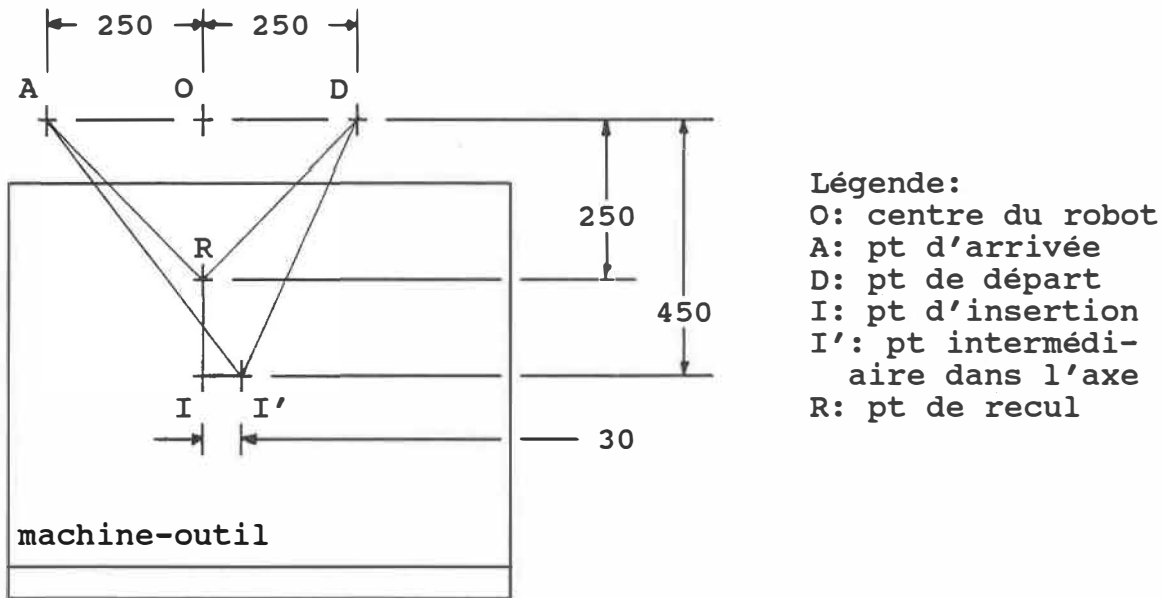 250 250
A O D
250
R
450
I I'
30
machine-outil
Légende:
O: centre du robot
A: pt d'arrivée
D: pt de départ
I: pt d'insertion
I': pt intermédi-
aire dans l'axe
R: pt de recul